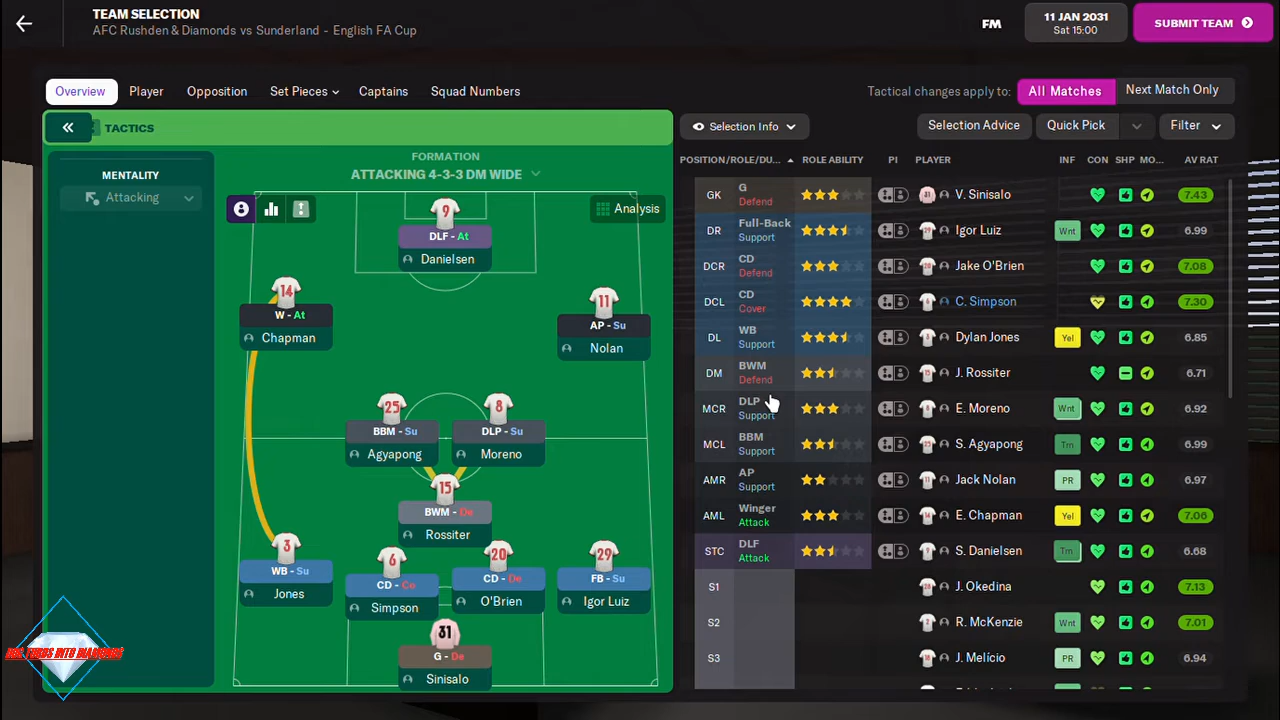 TEAM SELECTION
AFC Rushden & Diamonds vs Sunderland - English FA Cup
FM
11 JAN 2031
Sat 15:00
SUBMIT TEAM
Overview
Player
Opposition
Set Pieces
Captains
Squad Numbers
Tactical changes apply to:
All Matches
Next Match Only
TACTICS
Selection Info
Selection Advice
Quick Pick
Filter
MENTALITY
Attacking
FORMATION
ATTACKING 4-3-3 DM WIDE
Analysis
9
DLF - At
Danielsen
14
W - At
Chapman
11
AP - Su
Nolan
25
BBM - Su
Agyapong
8
DLP - Su
Moreno
15
BWM - De
Rossiter
3
WB - Su
Jones
6
CD - Co
Simpson
20
CD - De
O'Brien
29
FB - Su
Igor Luiz
31
G - De
Sinisalo
POSITION/ROLE/DU... ROLE ABILITY PI PLAYER INF CON SHP MO... AV RAT
GK G Defend V. Sinisalo 7.43
DR Full-Back Support Igor Luiz Wnt 6.99
DCR CD Defend Jake O'Brien 7.08
DCL CD Cover C. Simpson 7.30
DL WB Support Dylan Jones Yel 6.85
DM BWM Defend J. Rossiter 6.71
MCR DLP Support E. Moreno Wnt 6.92
MCL BBM Support S. Agyapong Trn 6.99
AMR AP Support Jack Nolan PR 6.97
AML Winger Attack E. Chapman Yel 7.06
STC DLF Attack S. Danielsen Trn 6.68
S1 J. Okedina 7.13
S2 R. McKenzie Wnt 7.01
S3 J. Melício PR 6.94